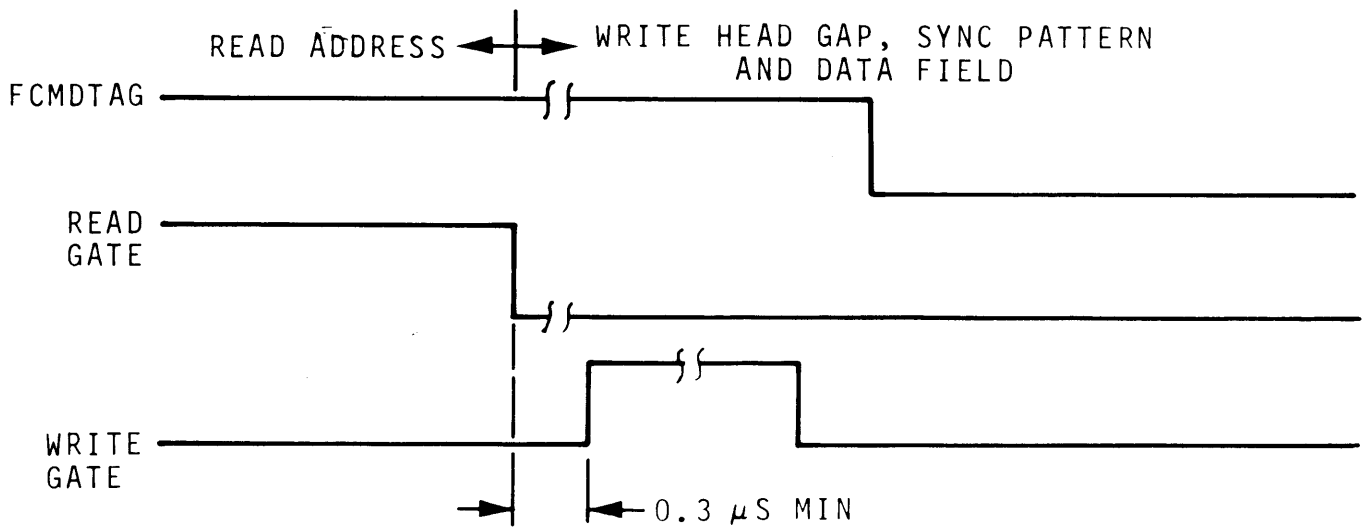 READ ADDRESS
WRITE HEAD GAP, SYNC PATTERN
AND DATA FIELD
FCMDTAG
READ
GATE
WRITE
GATE
0.3 μS MIN